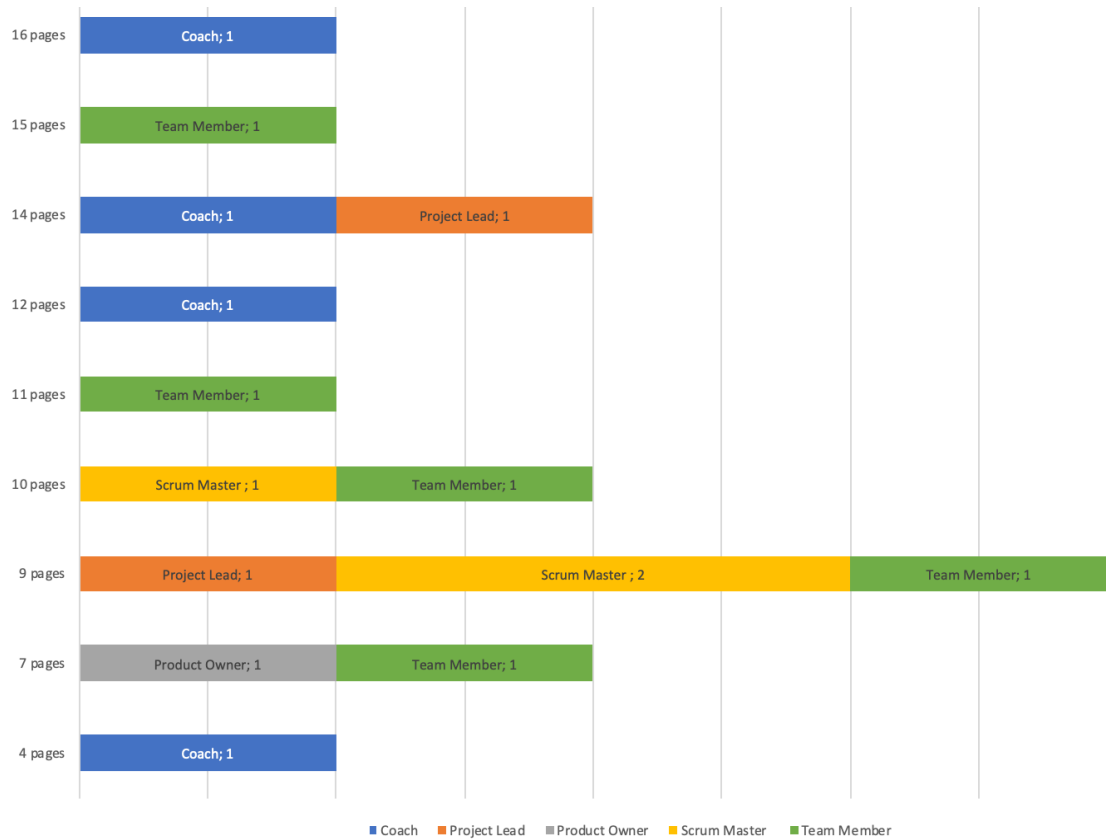 16 pages
Coach; 1
15 pages
Team Member; 1
14 pages
Coach; 1
Project Lead; 1
12 pages
Coach; 1
11 pages
Team Member; 1
10 pages
Scrum Master ; 1
Team Member; 1
9 pages
Project Lead; 1
Scrum Master ; 2
Team Member; 1
7 pages
Product Owner; 1
Team Member; 1
4 pages
Coach; 1
Coach
Project Lead
Product Owner
Scrum Master
Team Member